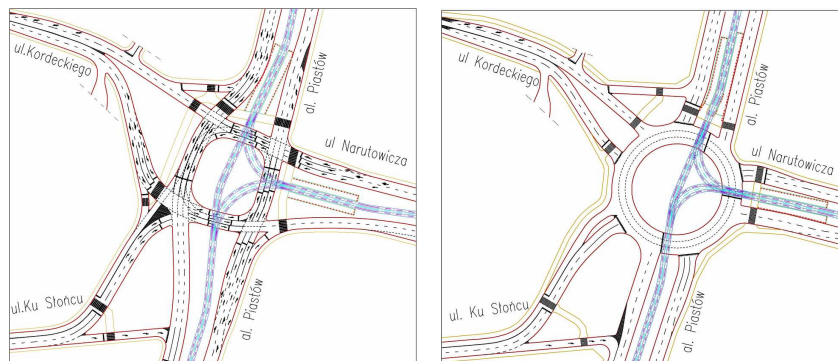 ul.Kordeckiego
al. Piastów
ul Narutowicza
ul.Ku Słońcu
al. Piastów
ul Kordeckiego
al. Piastów
ul Narutowicza
ul. Ku Słońcu
al. Piastów